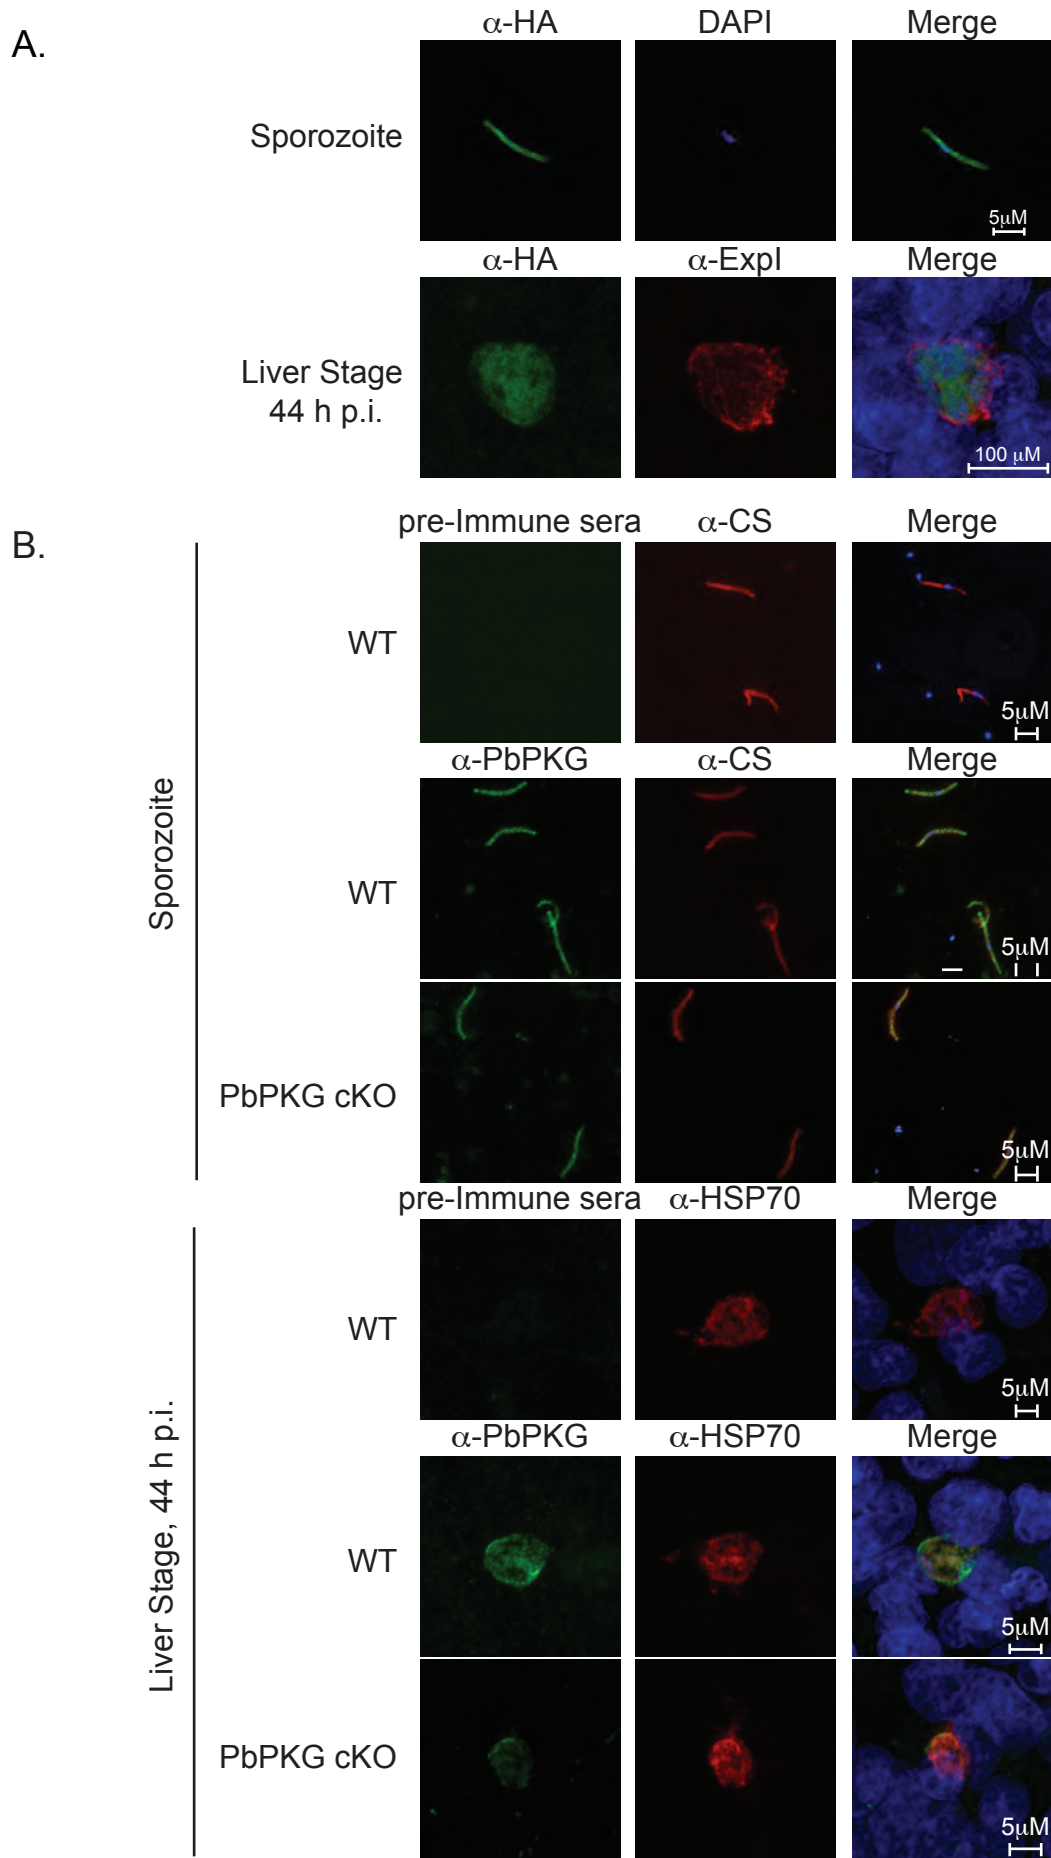 A.
α-HA DAPI Merge
Sporozoite
5μM
α-HA α-ExpI Merge
Liver Stage
44 h p.i.
100 μM
B.
pre-Immune sera α-CS Merge
WT
5μM
α-PbPKG α-CS Merge
Sporozoite
WT
5μM
PbPKG cKO
5μM
pre-Immune sera α-HSP70 Merge
WT
5μM
α-PbPKG α-HSP70 Merge
Liver Stage, 44 h p.i.
WT
5μM
PbPKG cKO
5μM